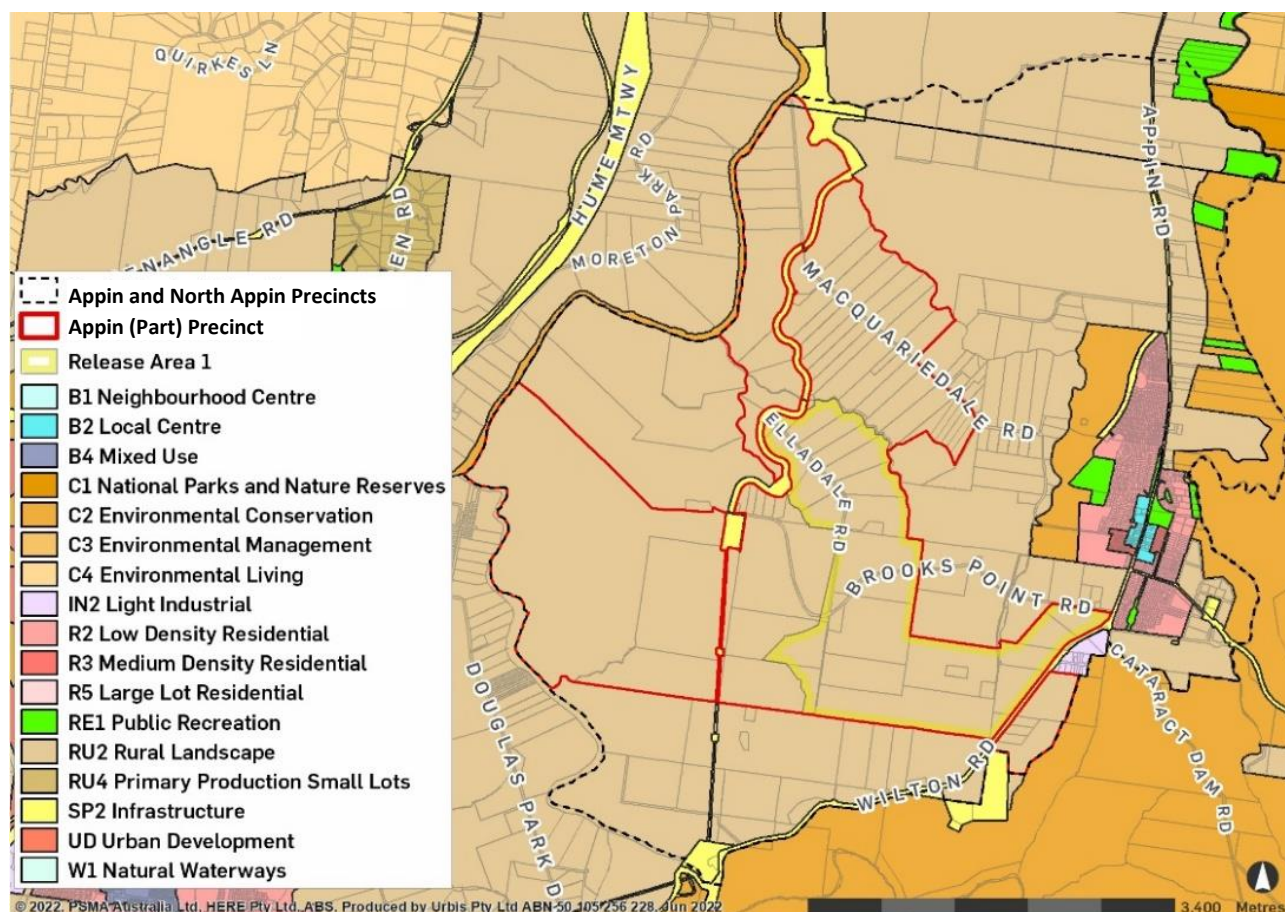 QUIRKES LN
HUME MTWY
MORETON PARK RD
APPIN RD
ENANGLE RD
EN RD
MACQUARIEDALE RD
ELLADALE RD
BROOKS POINT RD
CATARACT DAM RD
WILTON RD
DOUGLAS PARK D
Appin and North Appin Precincts
Appin (Part) Precinct
Release Area 1
B1 Neighbourhood Centre
B2 Local Centre
B4 Mixed Use
C1 National Parks and Nature Reserves
C2 Environmental Conservation
C3 Environmental Management
C4 Environmental Living
IN2 Light Industrial
R2 Low Density Residential
R3 Medium Density Residential
R5 Large Lot Residential
RE1 Public Recreation
RU2 Rural Landscape
RU4 Primary Production Small Lots
SP2 Infrastructure
UD Urban Development
W1 Natural Waterways
© 2022. PSMA Australia Ltd, HERE Pty Ltd. ABS. Produced by Urbis Pty Ltd ABN 50 105 256 228. Jun 2022
3,400 Metres